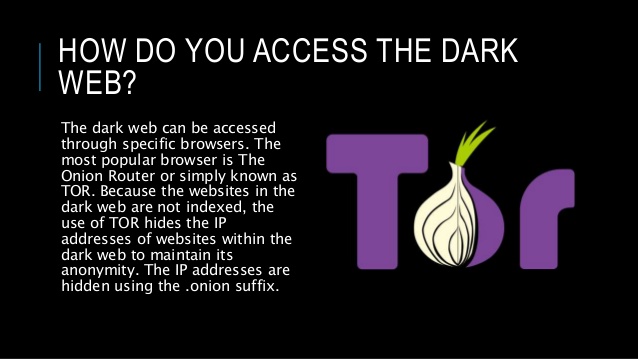 HOW DO YOU ACCESS THE DARK
WEB?
The dark web can be accessed
through specific browsers. The
most popular browser is The
Onion Router or simply known as
TOR. Because the websites in the
dark web are not indexed, the
use of TOR hides the IP
addresses of websites within the
dark web to maintain its
anonymity. The IP addresses are
hidden using the .onion suffix.
Tor